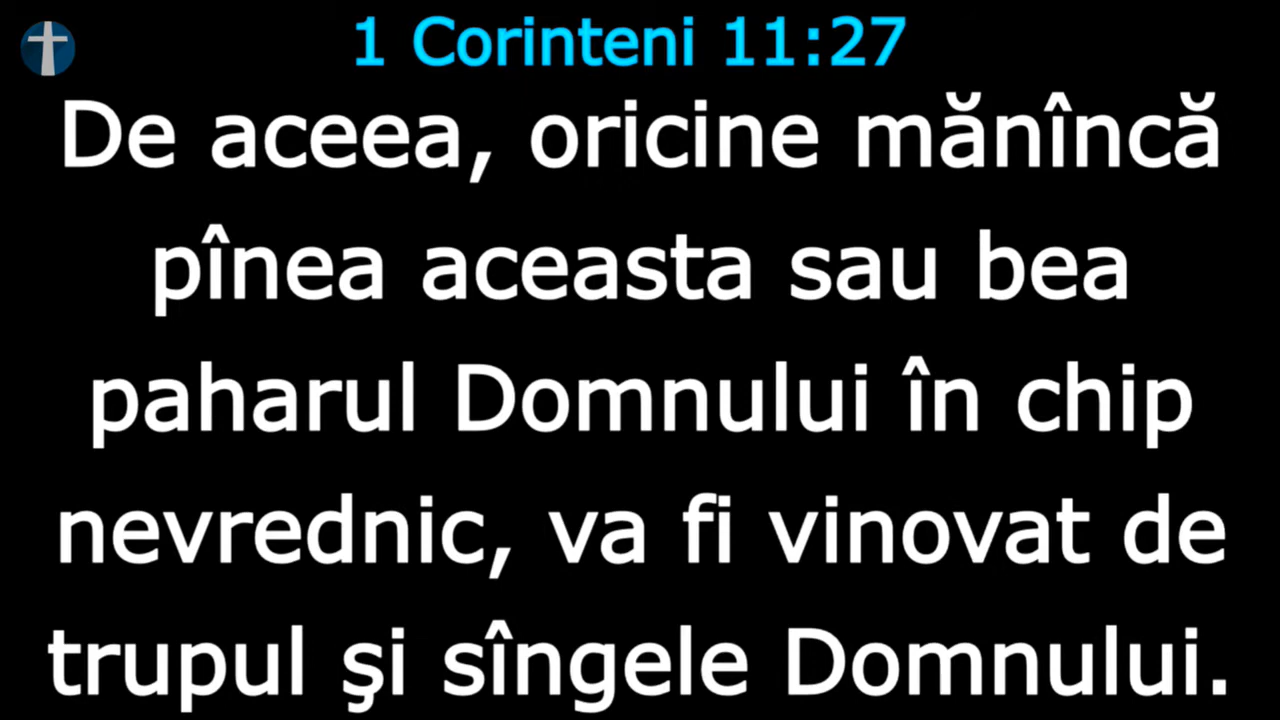 1 Corinteni 11:27
De aceea, oricine mănîncă
pînea aceasta sau bea
paharul Domnului în chip
nevrednic, va fi vinovat de
trupul şi sîngele Domnului.